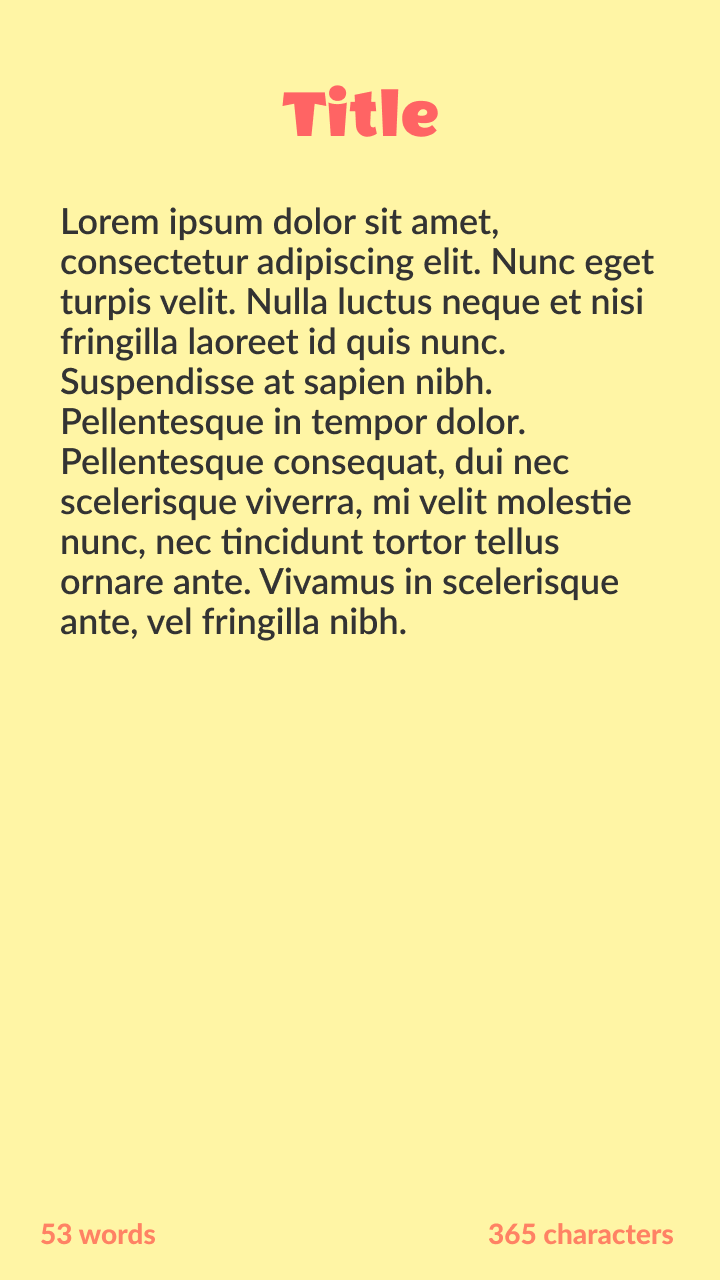 Title
Lorem ipsum dolor sit amet,
consectetur adipiscing elit. Nunc eget
turpis velit. Nulla luctus neque et nisi
fringilla laoreet id quis nunc.
Suspendisse at sapien nibh.
Pellentesque in tempor dolor.
Pellentesque consequat, dui nec
scelerisque viverra, mi velit molestie
nunc, nec tincidunt tortor tellus
ornare ante. Vivamus in scelerisque
ante, vel fringilla nibh.
53 words
365 characters